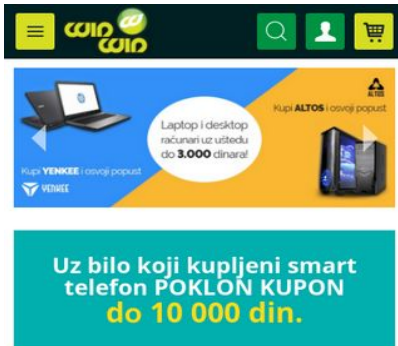 win
win
Kupi ALTOS i osvoji popust
ALTOS
Laptop i desktop
računari uz uštedu
do 3.000 dinara!
Kupi YENKEE i osvoji popust
YENKEE
Uz bilo koji kupljeni smart
telefon POKLON KUPON
do 10 000 din.